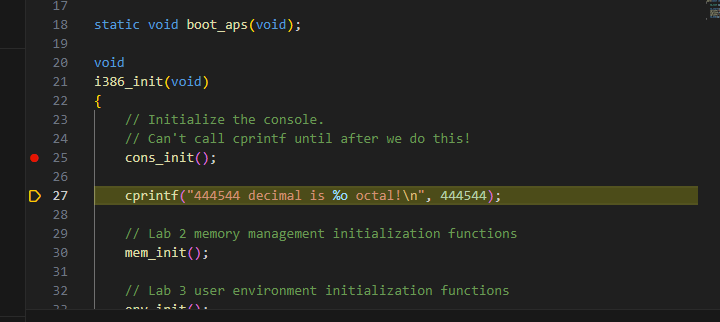 17
18 static void boot_aps(void);
19
20 void
21 i386_init(void)
22 {
23 // Initialize the console.
24 // Can't call cprintf until after we do this!
25 cons_init();
26
27 cprintf("444544 decimal is %o octal!\n", 444544);
28
29 // Lab 2 memory management initialization functions
30 mem_init();
31
32 // Lab 3 user environment initialization functions
33 env_init();